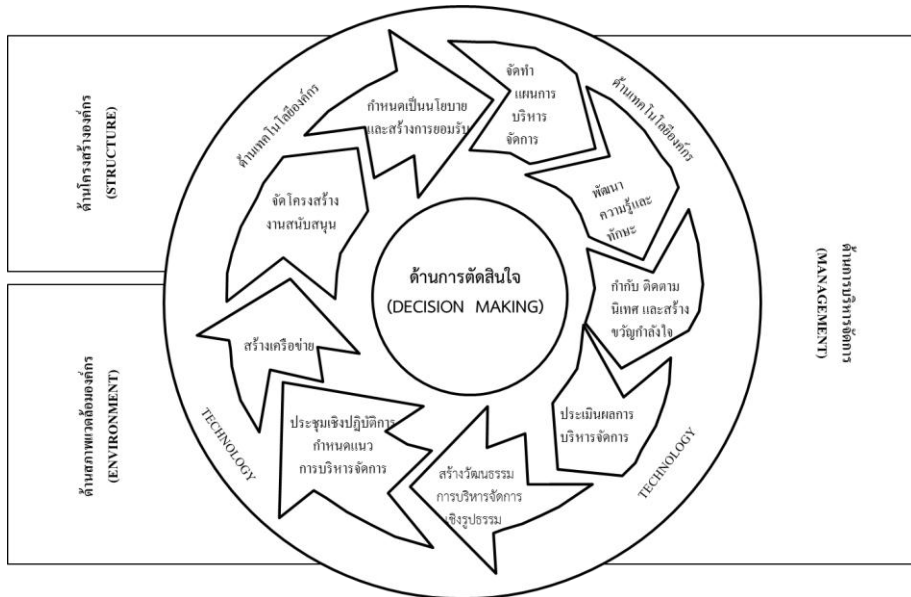 ด้านโครงสร้างองค์กร
(STRUCTURE)
ด้านสภาพแวดล้อมองค์กร
(ENVIRONMENT)
ด้านเทคโนโลยีองค์กร
กำหนดเป็นนโยบาย
และสร้างการยอมรับ
จัดทำ
แผนการ
บริหาร
จัดการ
ด้านเทคโนโลยีองค์กร
พัฒนา
ความรู้และ
ทักษะ
กำกับ ติดตาม
นิเทศ และสร้าง
ขวัญกำลังใจ
ประเมินผลการ
บริหารจัดการ
สร้างวัฒนธรรม
การบริหารจัดการ
เชิงรูปธรรม
ประชุมเชิงปฏิบัติการ
กำหนดแนว
การบริหารจัดการ
สร้างเครือข่าย
จัดโครงสร้าง
งานสนับสนุน
ด้านการตัดสินใจ
(DECISION MAKING)
TECHNOLOGY
TECHNOLOGY
ด้านการบริหารจัดการ
(MANAGEMENT)